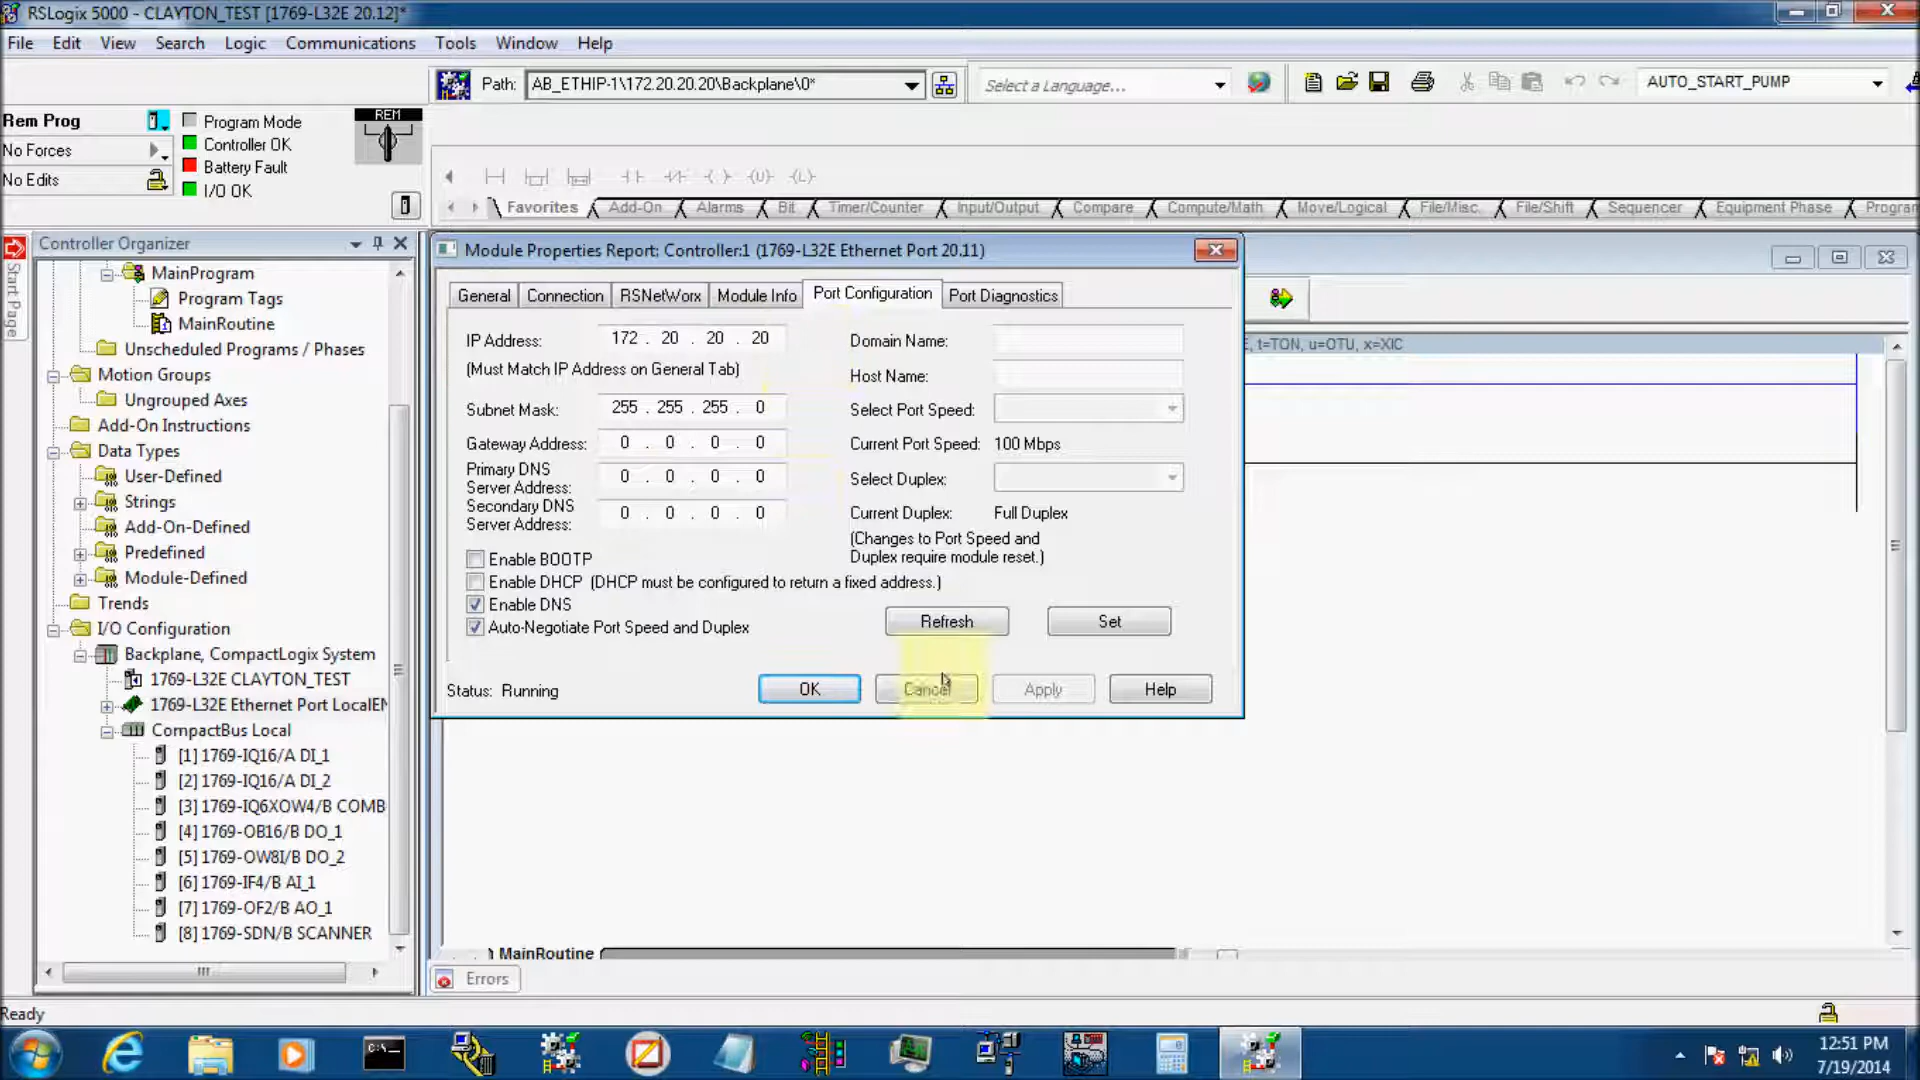 RSLogix 5000 - CLAYTON_TEST [1769-L32E 20.12]*
File Edit View Search Logic Communications Tools Window Help
Path: AB_ETHIP-1\172.20.20.20\Backplane\0*
Select a Language...
AUTO_START_PUMP
Rem Prog
No Forces
No Edits
Program Mode
Controller OK
Battery Fault
I/O OK
REM
Favorites Add-On Alarms Bit Timer/Counter Input/Output Compare Compute/Math Move/Logical File/Misc. File/Shift Sequencer Equipment Phase Program
Start Page
Controller Organizer
MainProgram
Program Tags
MainRoutine
Unscheduled Programs / Phases
Motion Groups
Ungrouped Axes
Add-On Instructions
Data Types
User-Defined
Strings
Add-On-Defined
Predefined
Module-Defined
Trends
I/O Configuration
Backplane, CompactLogix System
1769-L32E CLAYTON_TEST
1769-L32E Ethernet Port LocalEN
CompactBus Local
[1] 1769-IQ16/A DI_1
[2] 1769-IQ16/A DI_2
[3] 1769-IQ6XOW4/B COMB
[4] 1769-OB16/B DO_1
[5] 1769-OW8I/B DO_2
[6] 1769-IF4/B AI_1
[7] 1769-OF2/B AO_1
[8] 1769-SDN/B SCANNER
Module Properties Report: Controller:1 (1769-L32E Ethernet Port 20.11)
General Connection RSNetWorx Module Info Port Configuration Port Diagnostics
IP Address: 172 . 20 . 20 . 20
(Must Match IP Address on General Tab)
Subnet Mask: 255 . 255 . 255 . 0
Gateway Address: 0 . 0 . 0 . 0
Primary DNS
Server Address: 0 . 0 . 0 . 0
Secondary DNS
Server Address: 0 . 0 . 0 . 0
Domain Name:
Host Name:
Select Port Speed:
Current Port Speed: 100 Mbps
Select Duplex:
Current Duplex: Full Duplex
(Changes to Port Speed and
Duplex require module reset.)
Enable BOOTP
Enable DHCP (DHCP must be configured to return a fixed address.)
Enable DNS
Auto-Negotiate Port Speed and Duplex
Refresh Set
Status: Running
OK Cancel Apply Help
E, t=TON, u=OTU, x=XIC
MainRoutine
Errors
Ready
C:\_
12:51 PM
7/19/2014